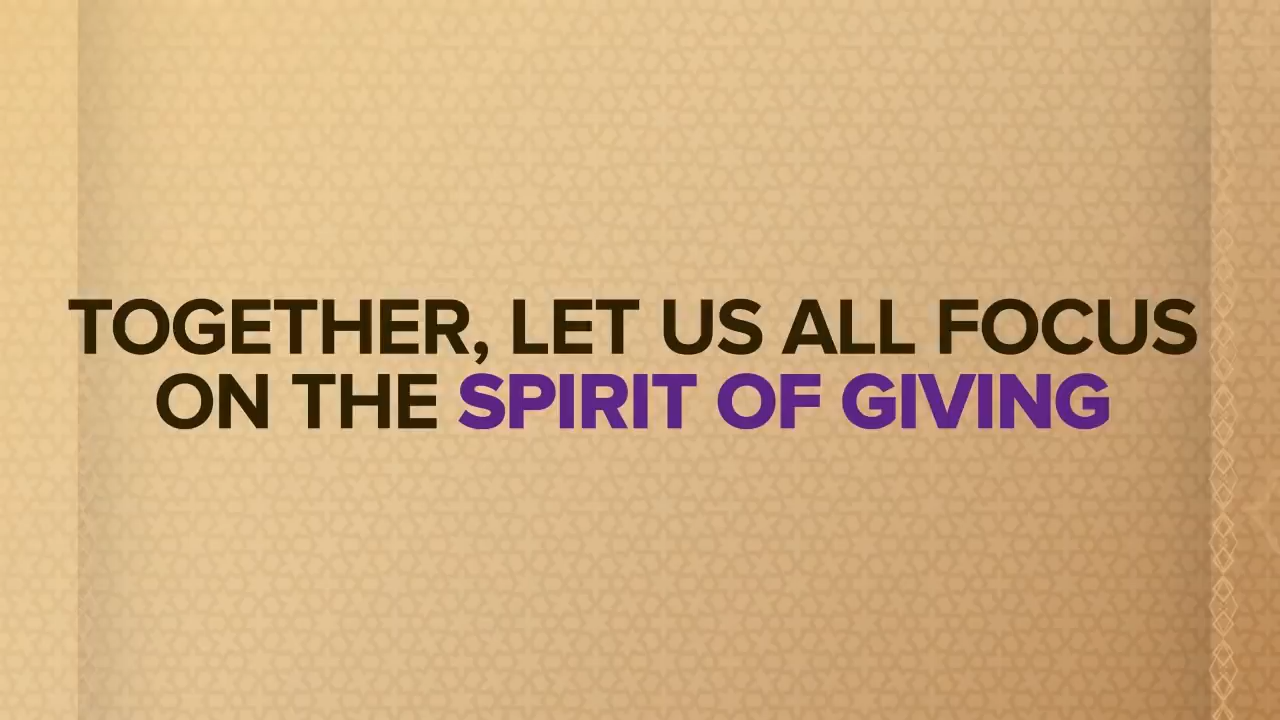 TOGETHER, LET US ALL FOCUS
ON THE SPIRIT OF GIVING